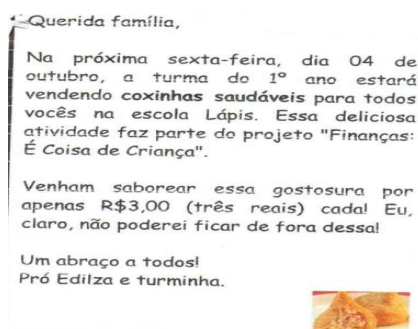 Querida família,
Na próxima sexta-feira, dia 04 de
outubro, a turma do 1º ano estará
vendendo coxinhas saudáveis para todos
vocês na escola Lápis. Essa deliciosa
atividade faz parte do projeto "Finanças:
É Coisa de Criança".
Venham saborear essa gostosura por
apenas R$3,00 (três reais) cada! Eu,
claro, não poderei ficar de fora dessa!
Um abraço a todos!
Pró Edilza e turminha.